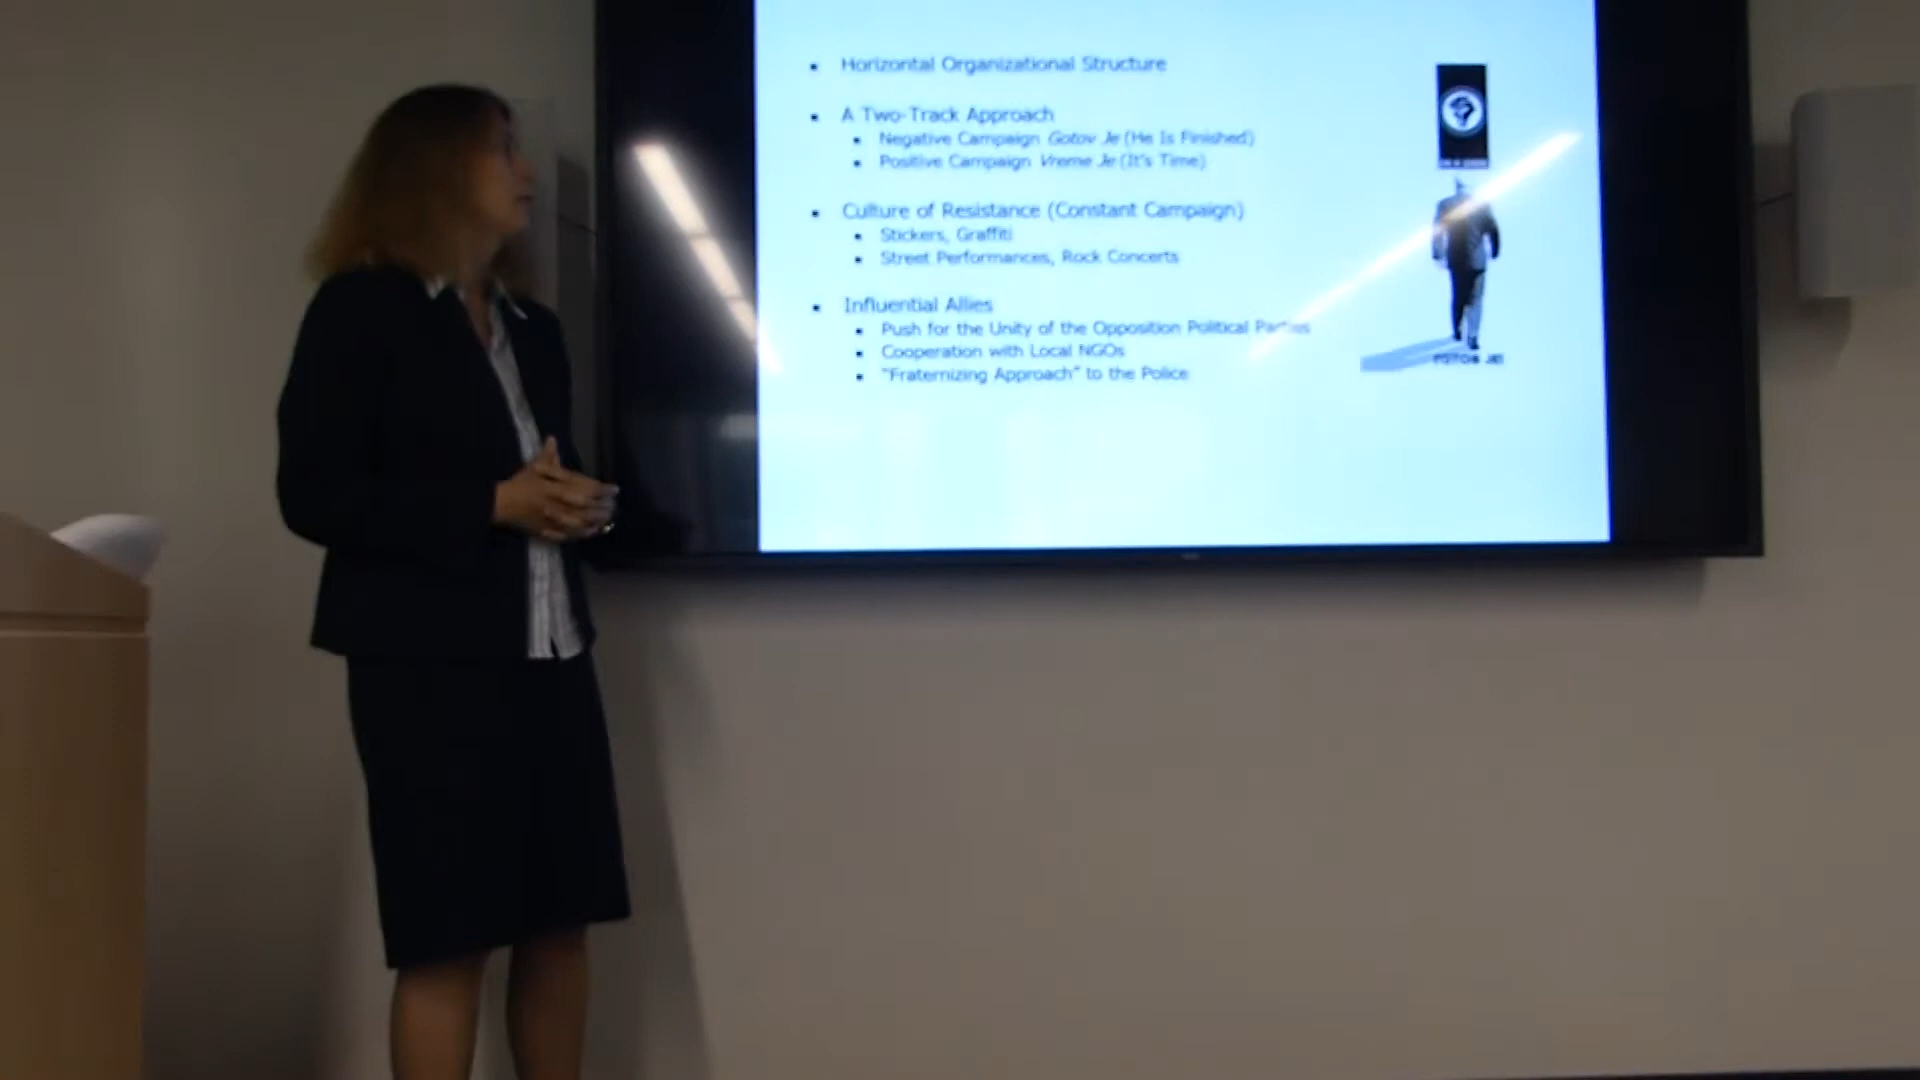 Horizontal Organizational Structure
A Two-Track Approach
Negative Campaign Gotov Je (He Is Finished)
Positive Campaign Vreme Je (It's Time)
Culture of Resistance (Constant Campaign)
Stickers, Graffiti
Street Performances, Rock Concerts
Influential Allies
Push for the Unity of the Opposition Political Parties
Cooperation with Local NGOs
"Fraternizing Approach" to the Police